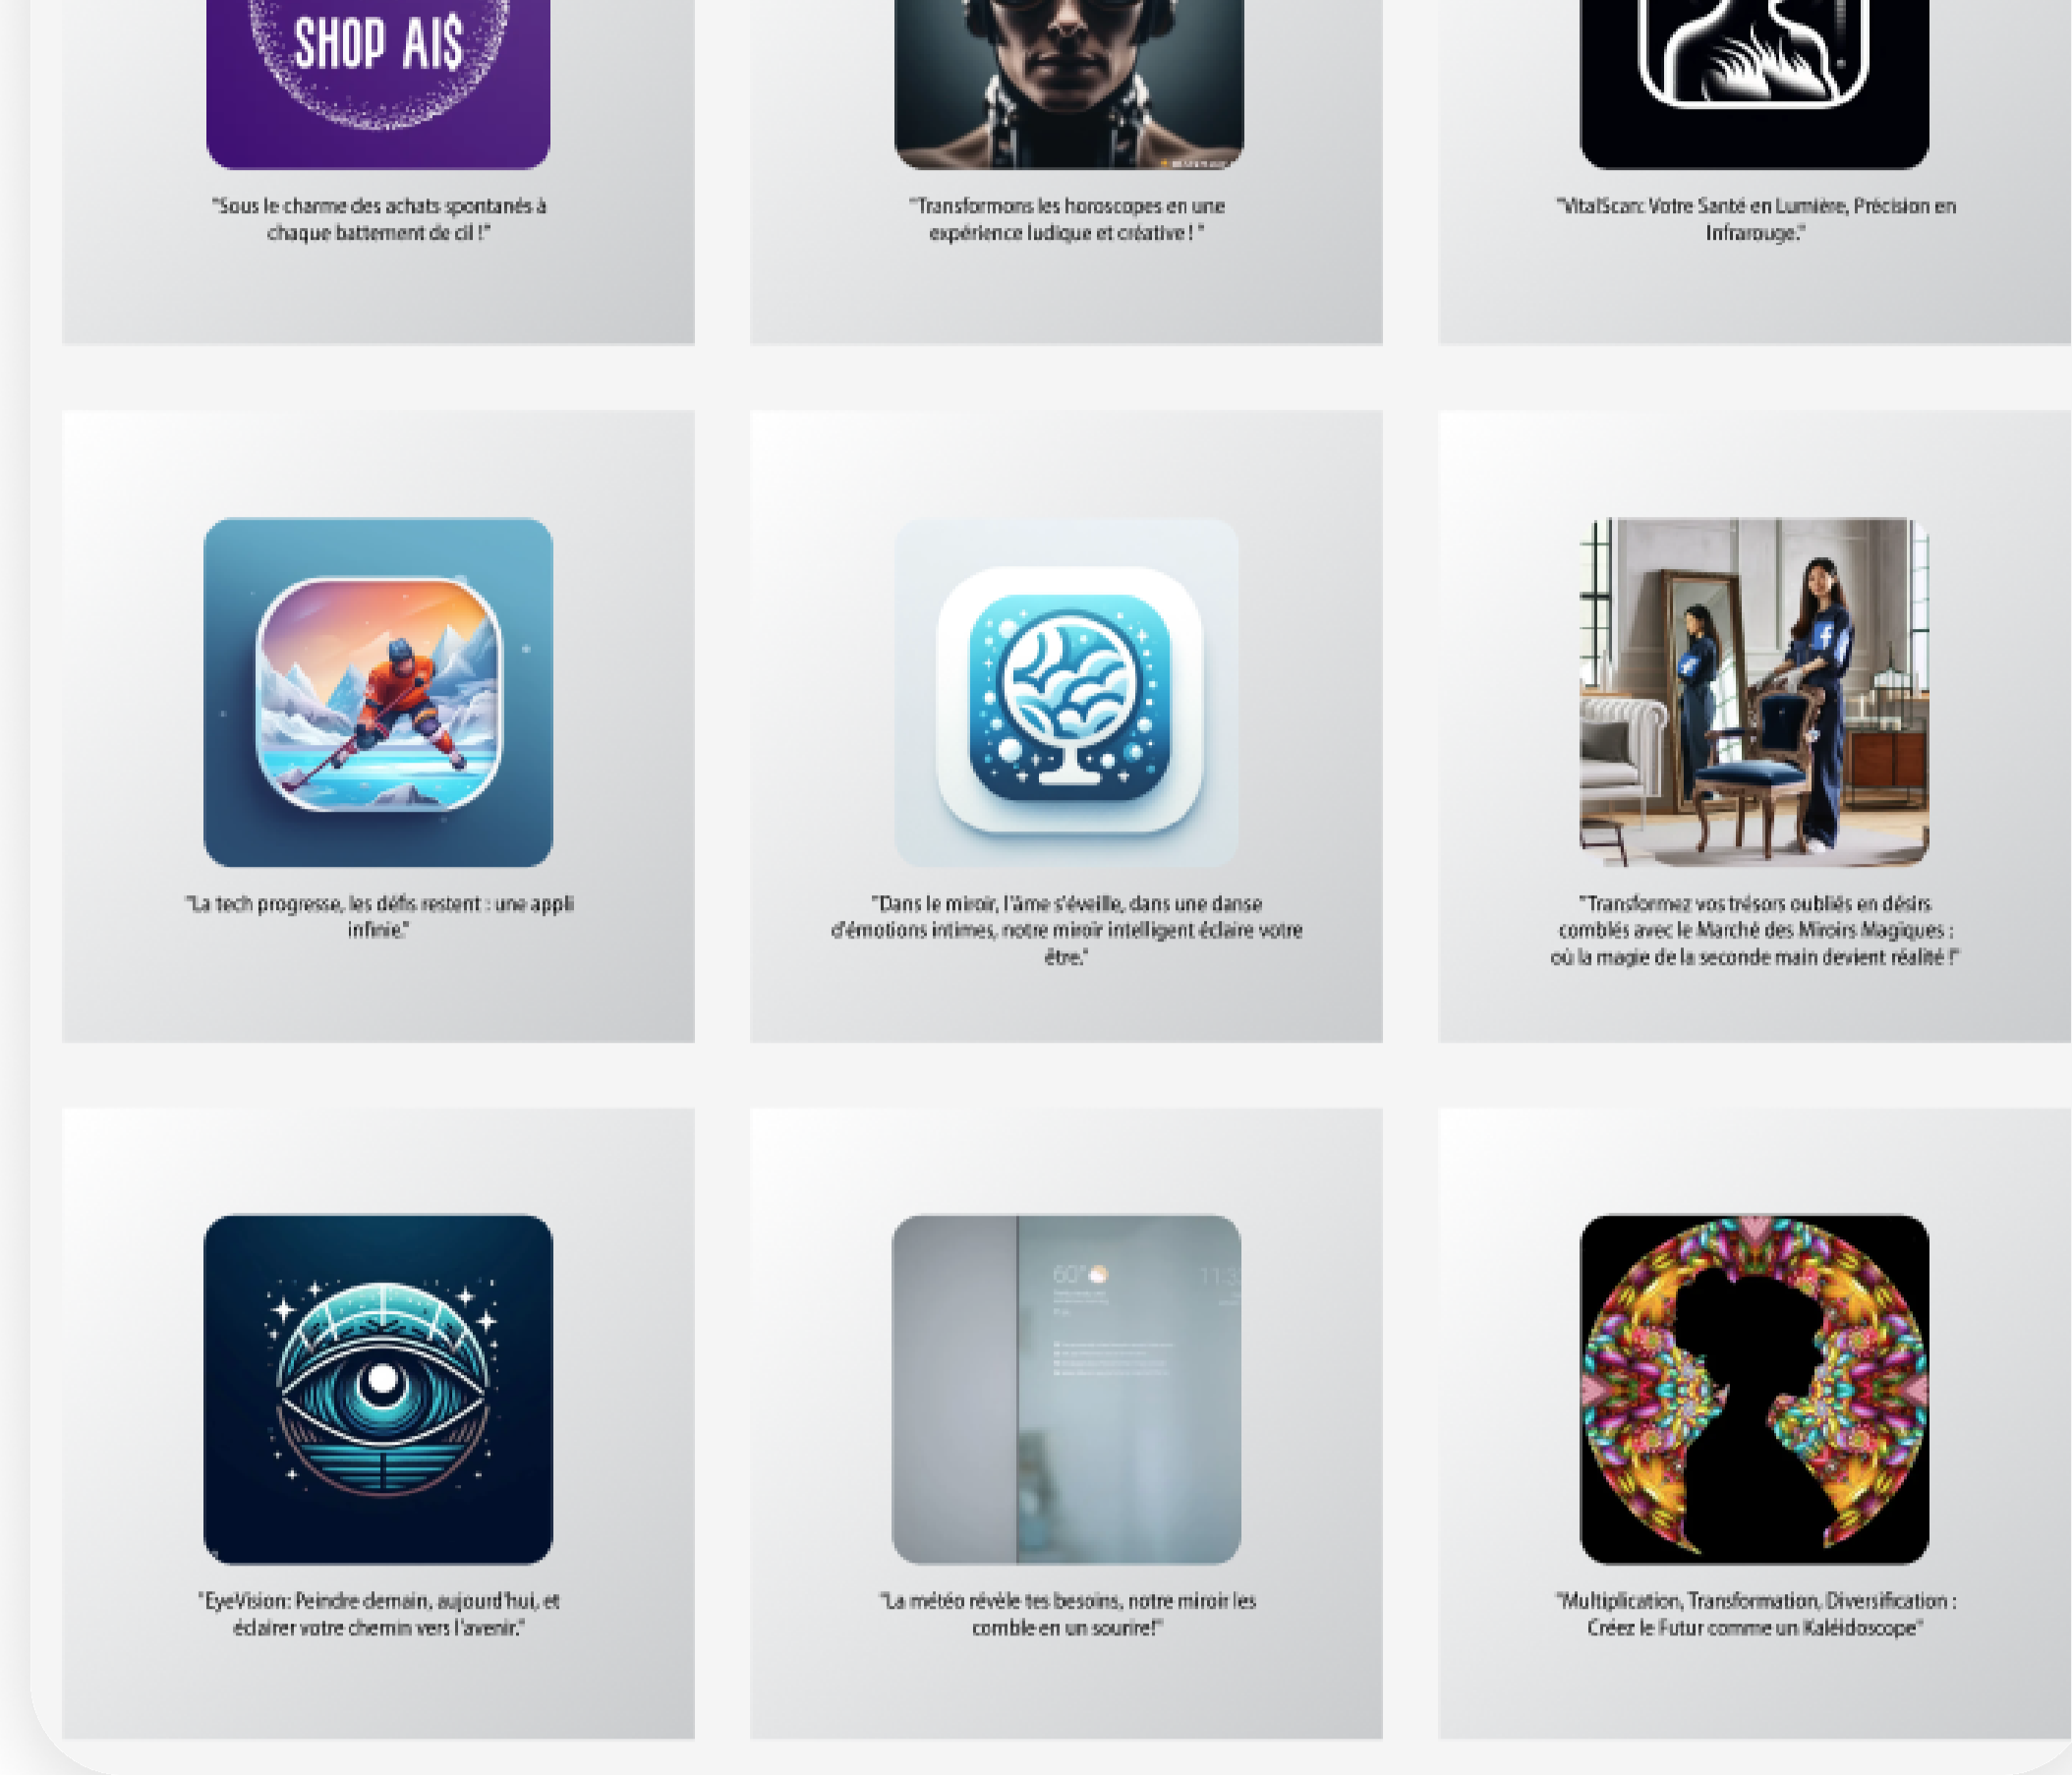 SHOP AI$
"Sous le charme des achats spontanés à
chaque battement de cil !"
"Transformons les horoscopes en une
expérience ludique et créative ! "
"VitalScan: Votre Santé en Lumière, Précision en
Infrarouge."
"La tech progresse, les défis restent : une appli
infinie."
"Dans le miroir, l'âme s'éveille, dans une danse
d'émotions intimes, notre miroir intelligent éclaire votre
être."
"Transformez vos trésors oubliés en désirs
comblés avec le Marché des Miroirs Magiques :
où la magie de la seconde main devient réalité !"
60°
11:3
"EyeVision: Peindre demain, aujourd'hui, et
éclairer votre chemin vers l'avenir."
"La météo révèle tes besoins, notre miroir les
comble en un sourire!"
"Multiplication, Transformation, Diversification :
Créez le Futur comme un Kaléidoscope"